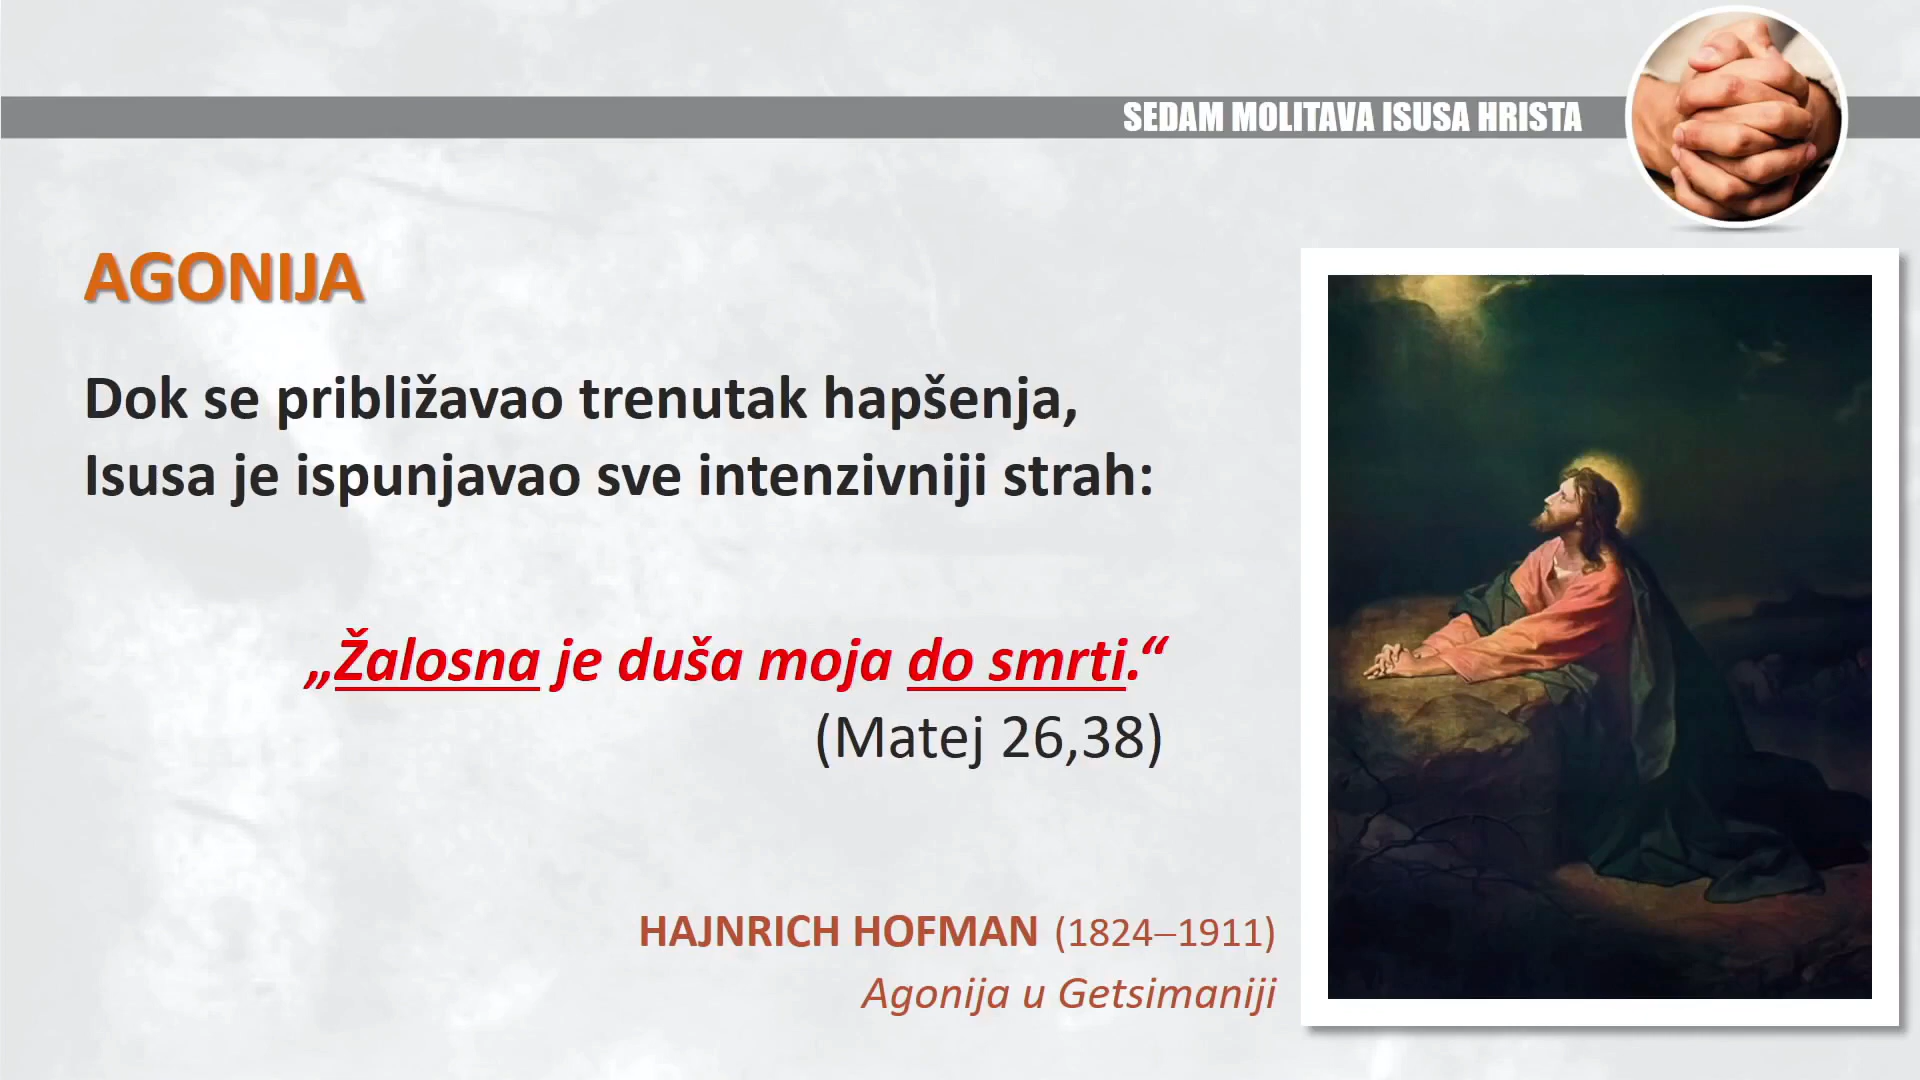 SEDAM MOLITAVA ISUSA HRISTA
AGONIJA
Dok se približavao trenutak hapšenja,
Isusa je ispunjavao sve intenzivniji strah:
„Žalosna je duša moja do smrti.“
(Matej 26,38)
HAJNRICH HOFMAN (1824–1911)
Agonija u Getsimaniji